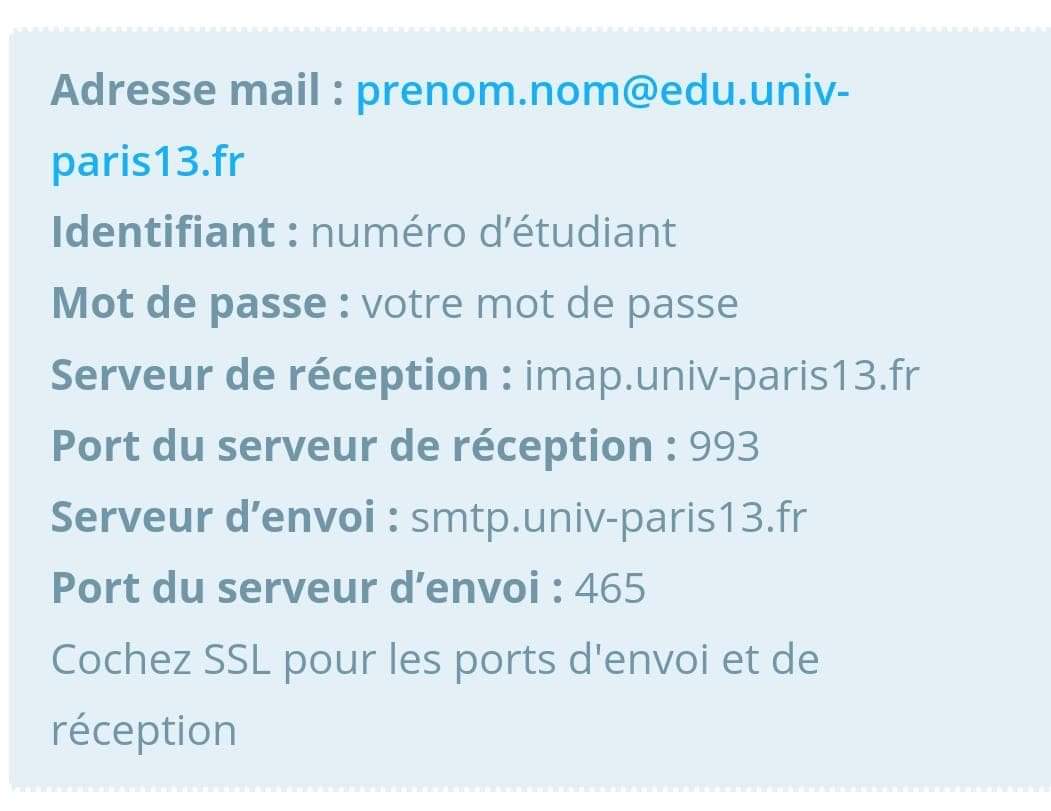 Adresse mail : prenom.nom@edu.univ-
paris13.fr
Identifiant : numéro d’étudiant
Mot de passe : votre mot de passe
Serveur de réception : imap.univ-paris13.fr
Port du serveur de réception : 993
Serveur d’envoi : smtp.univ-paris13.fr
Port du serveur d’envoi : 465
Cochez SSL pour les ports d'envoi et de
réception